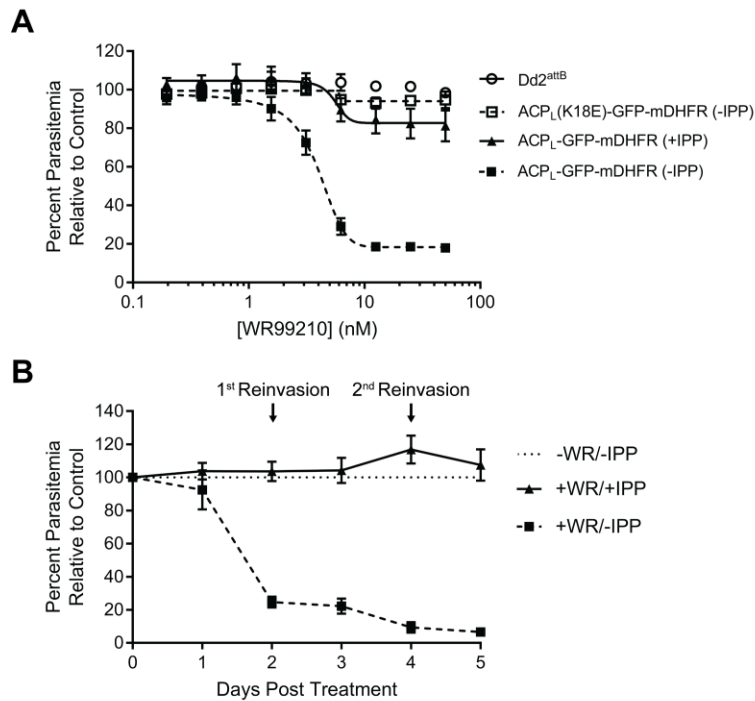 A
Percent Parasitemia
Relative to Control
120
100
80
60
40
20
0
0.1
1
10
100
[WR99210] (nM)
Dd2attB
ACPL(K18E)-GFP-mDHFR (-IPP)
ACPL-GFP-mDHFR (+IPP)
ACPL-GFP-mDHFR (-IPP)
B
1st Reinvasion
2nd Reinvasion
Percent Parasitemia
Relative to Control
140
120
100
80
60
40
20
0
0
1
2
3
4
5
Days Post Treatment
-WR/-IPP
+WR/+IPP
+WR/-IPP